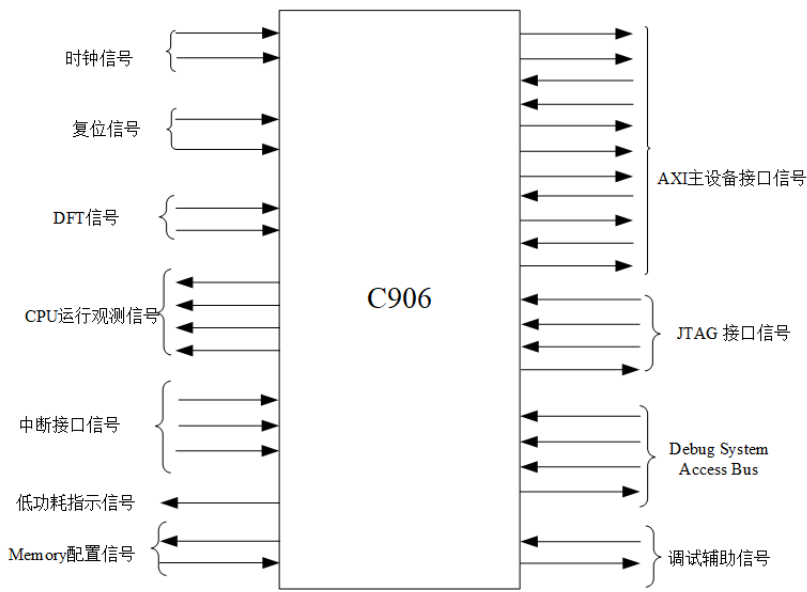 时钟信号
复位信号
DFT信号
CPU运行观测信号
中断接口信号
低功耗指示信号
Memory配置信号
C906
AXI主设备接口信号
JTAG 接口信号
Debug System
Access Bus
调试辅助信号